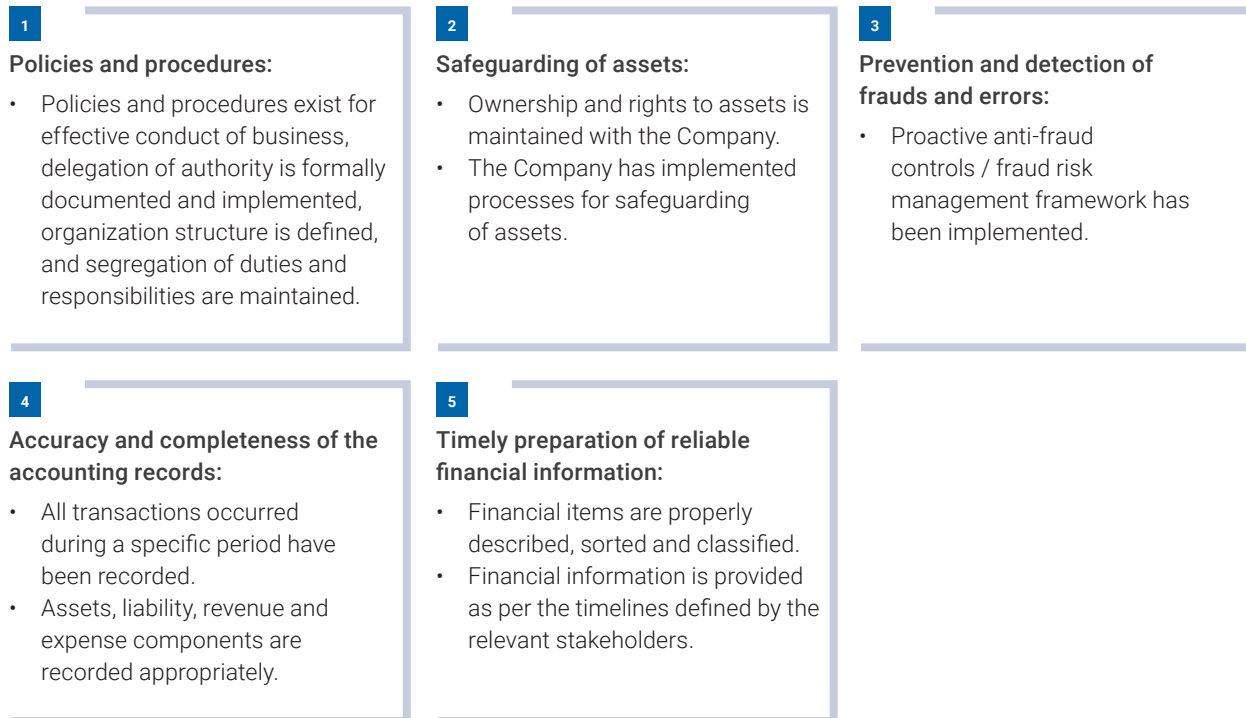 1
Policies and procedures:
• Policies and procedures exist for
effective conduct of business,
delegation of authority is formally
documented and implemented,
organization structure is defined,
and segregation of duties and
responsibilities are maintained.
2
Safeguarding of assets:
• Ownership and rights to assets is
maintained with the Company.
• The Company has implemented
processes for safeguarding
of assets.
3
Prevention and detection of
frauds and errors:
• Proactive anti-fraud
controls / fraud risk
management framework has
been implemented.
4
Accuracy and completeness of the
accounting records:
• All transactions occurred
during a specific period have
been recorded.
• Assets, liability, revenue and
expense components are
recorded appropriately.
5
Timely preparation of reliable
financial information:
• Financial items are properly
described, sorted and classified.
• Financial information is provided
as per the timelines defined by the
relevant stakeholders.